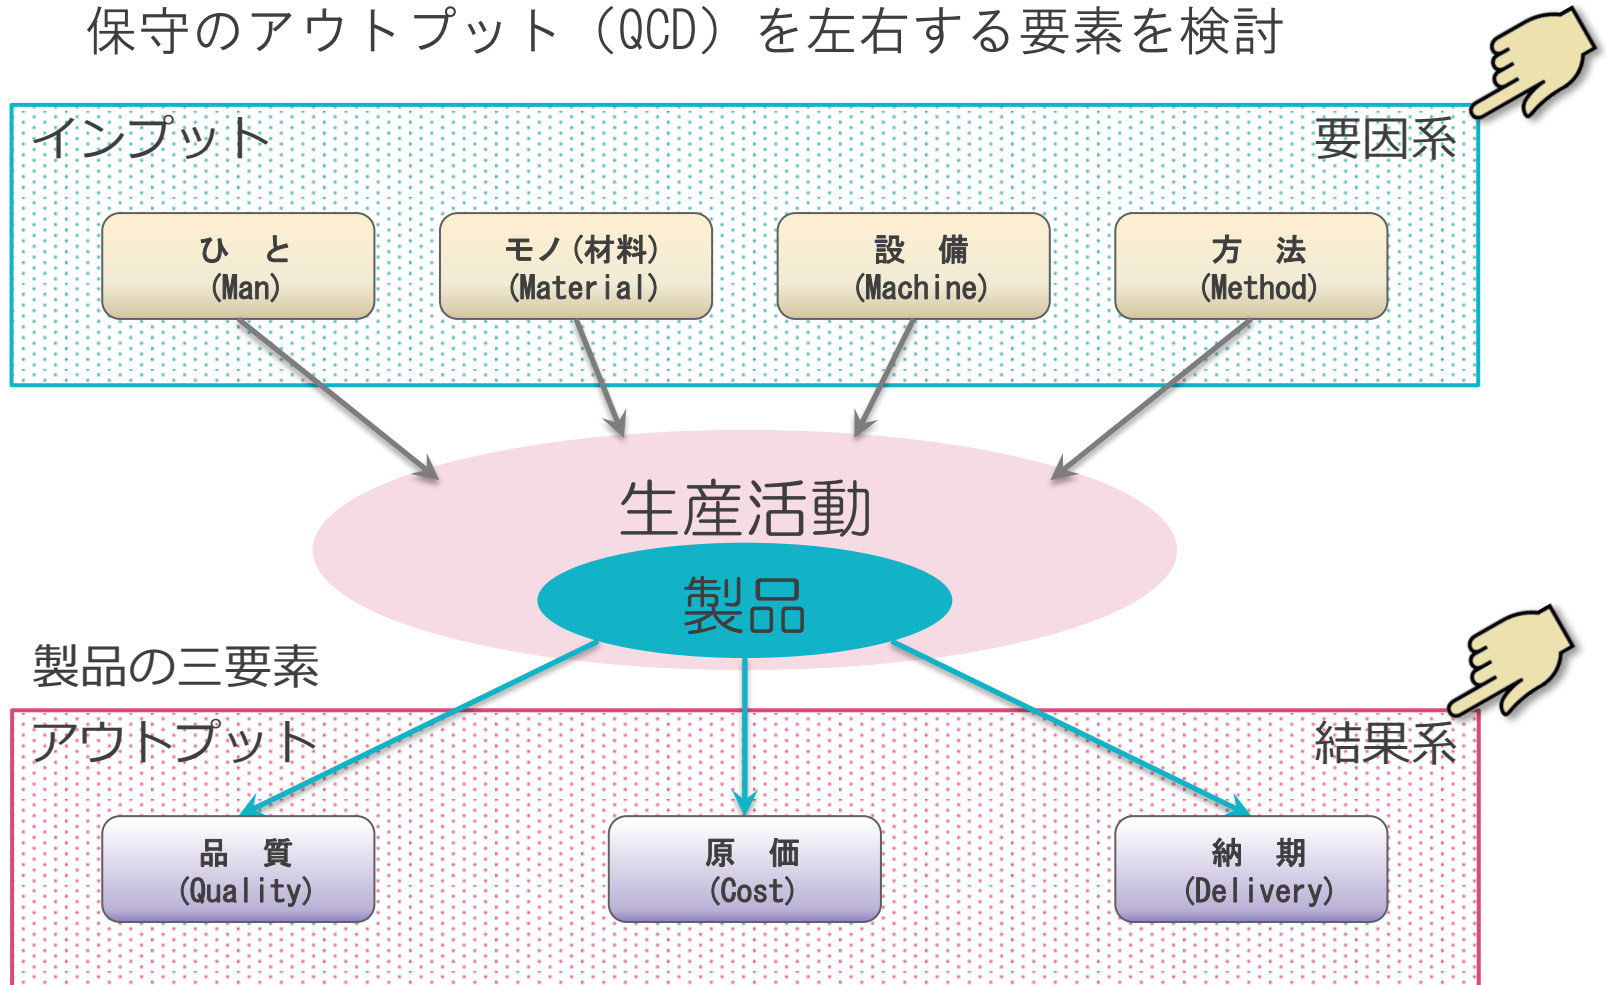 保守のアウトプット（QCD）を左右する要素を検討
インプット
要因系
ひ　と
(Man)
モノ(材料)
(Material)
設　備
(Machine)
方　法
(Method)
生産活動
製品
製品の三要素
アウトプット
結果系
品　質
(Quality)
原　価
(Cost)
納　期
(Delivery)